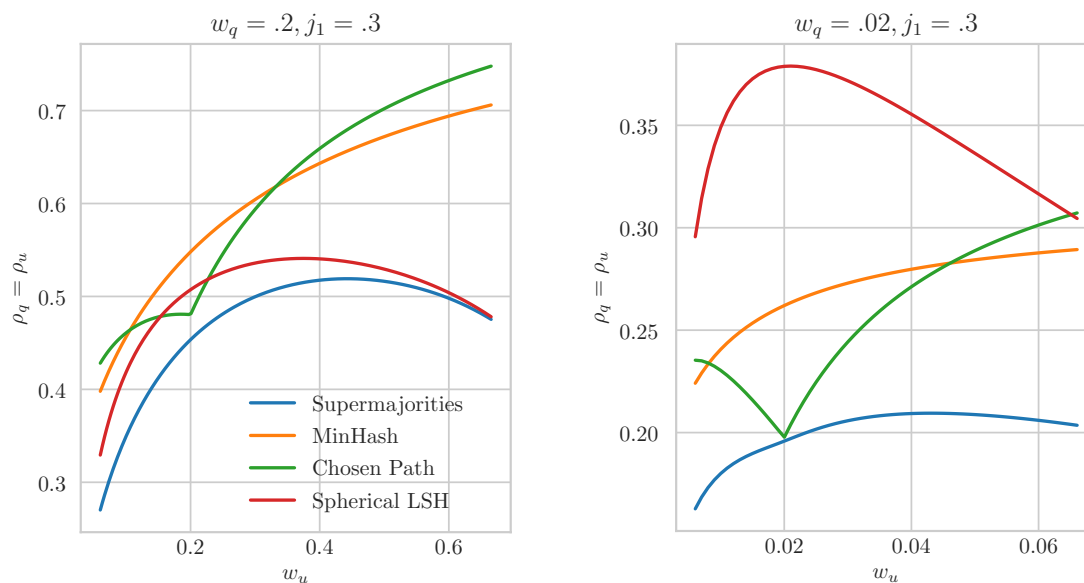 w_q = .2, j_1 = .3
ρ_q = ρ_u
0.7
0.6
0.5
0.4
0.3
Supermajorities
MinHash
Chosen Path
Spherical LSH
0.2 0.4 0.6
w_u
w_q = .02, j_1 = .3
ρ_q = ρ_u
0.35
0.30
0.25
0.20
0.02 0.04 0.06
w_u